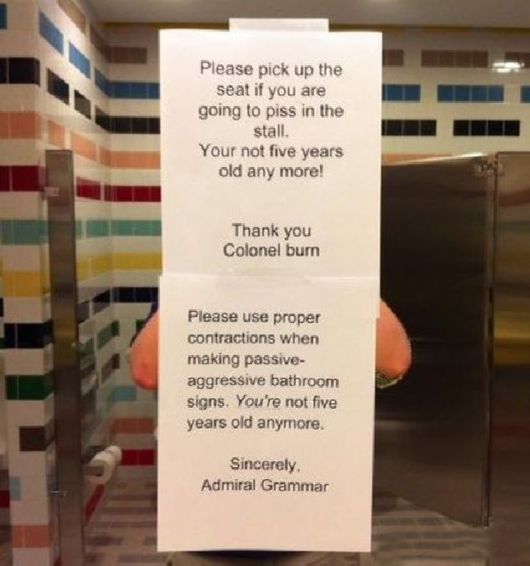 Please pick up the
seat if you are
going to piss in the
stall.
Your not five years
old any more!
Thank you
Colonel burn
Please use proper
contractions when
making passive-
aggressive bathroom
signs. You're not five
years old anymore.
Sincerely,
Admiral Grammar